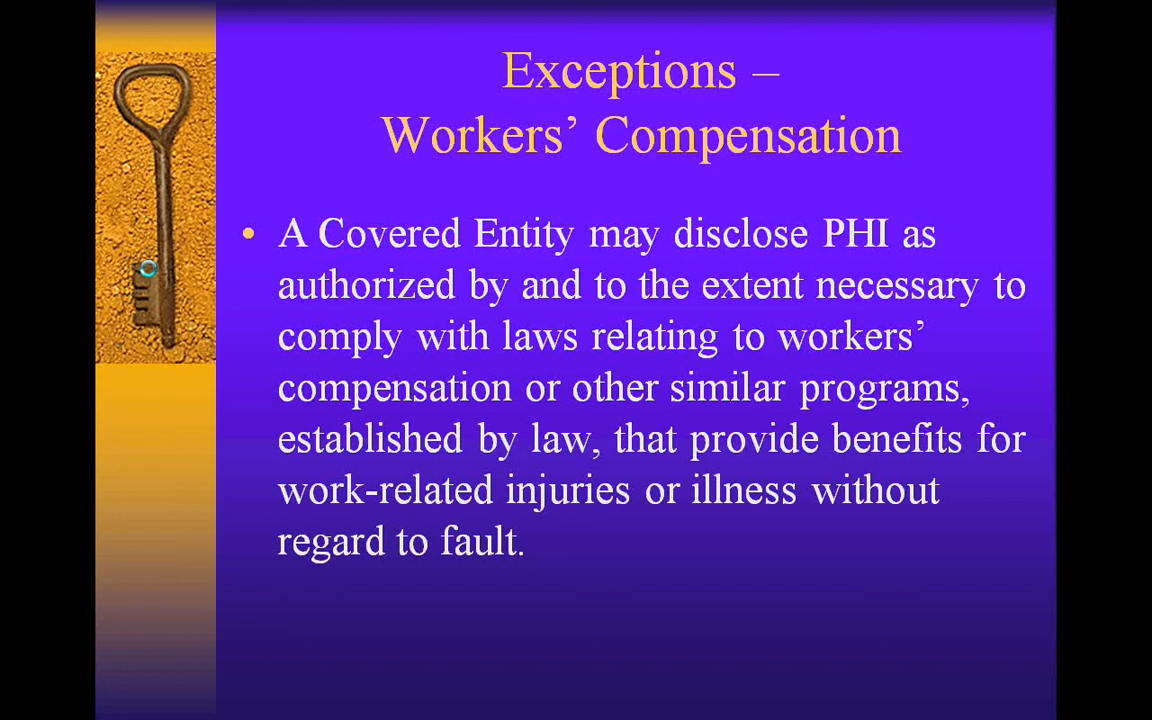 Exceptions –
Workers’ Compensation
• A Covered Entity may disclose PHI as
authorized by and to the extent necessary to
comply with laws relating to workers’
compensation or other similar programs,
established by law, that provide benefits for
work-related injuries or illness without
regard to fault.